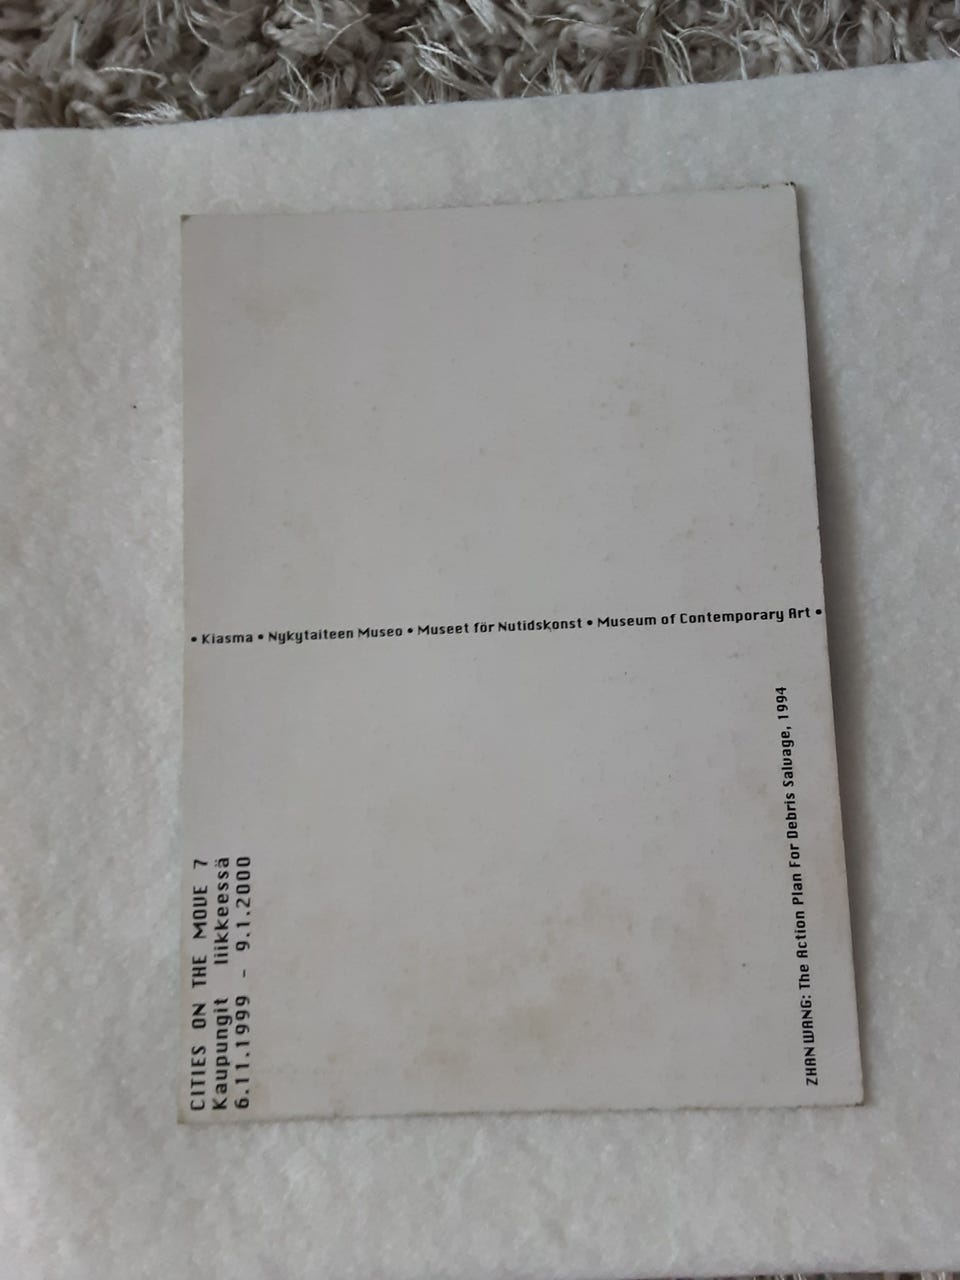 CITIES ON THE MOVE 7
Kaupungit liikkeessä
6.11.1999 - 9.1.2000
• Kiasma • Nykytaiteen Museo • Museet för Nutidskonst • Museum of Contemporary Art •
ZHAN WANG: The Action Plan For Debris Salvage, 1994